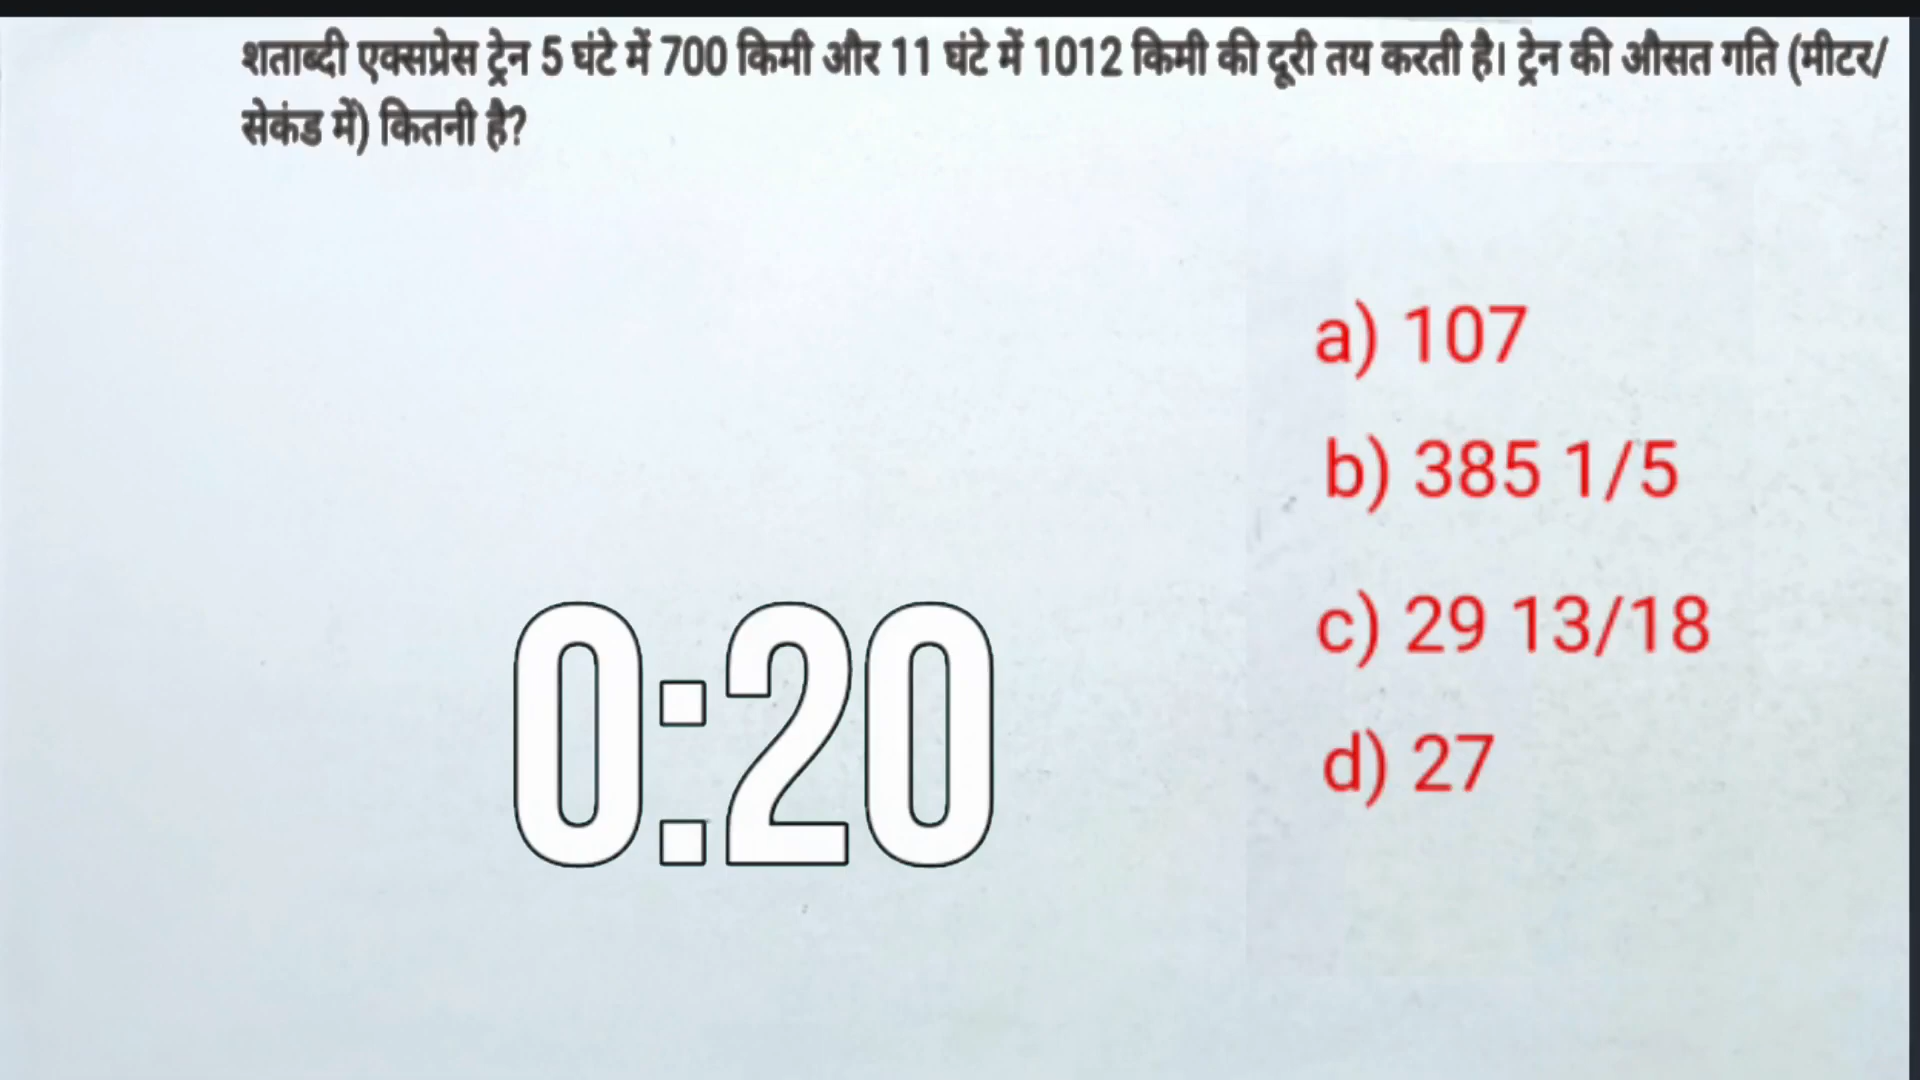 शताब्दी एक्सप्रेस ट्रेन 5 घंटे में 700 किमी और 11 घंटे में 1012 किमी की दूरी तय करती है। ट्रेन की औसत गति (मीटर/
सेकंड में) कितनी है?
a) 107
b) 385 1/5
c) 29 13/18
d) 27
0:20